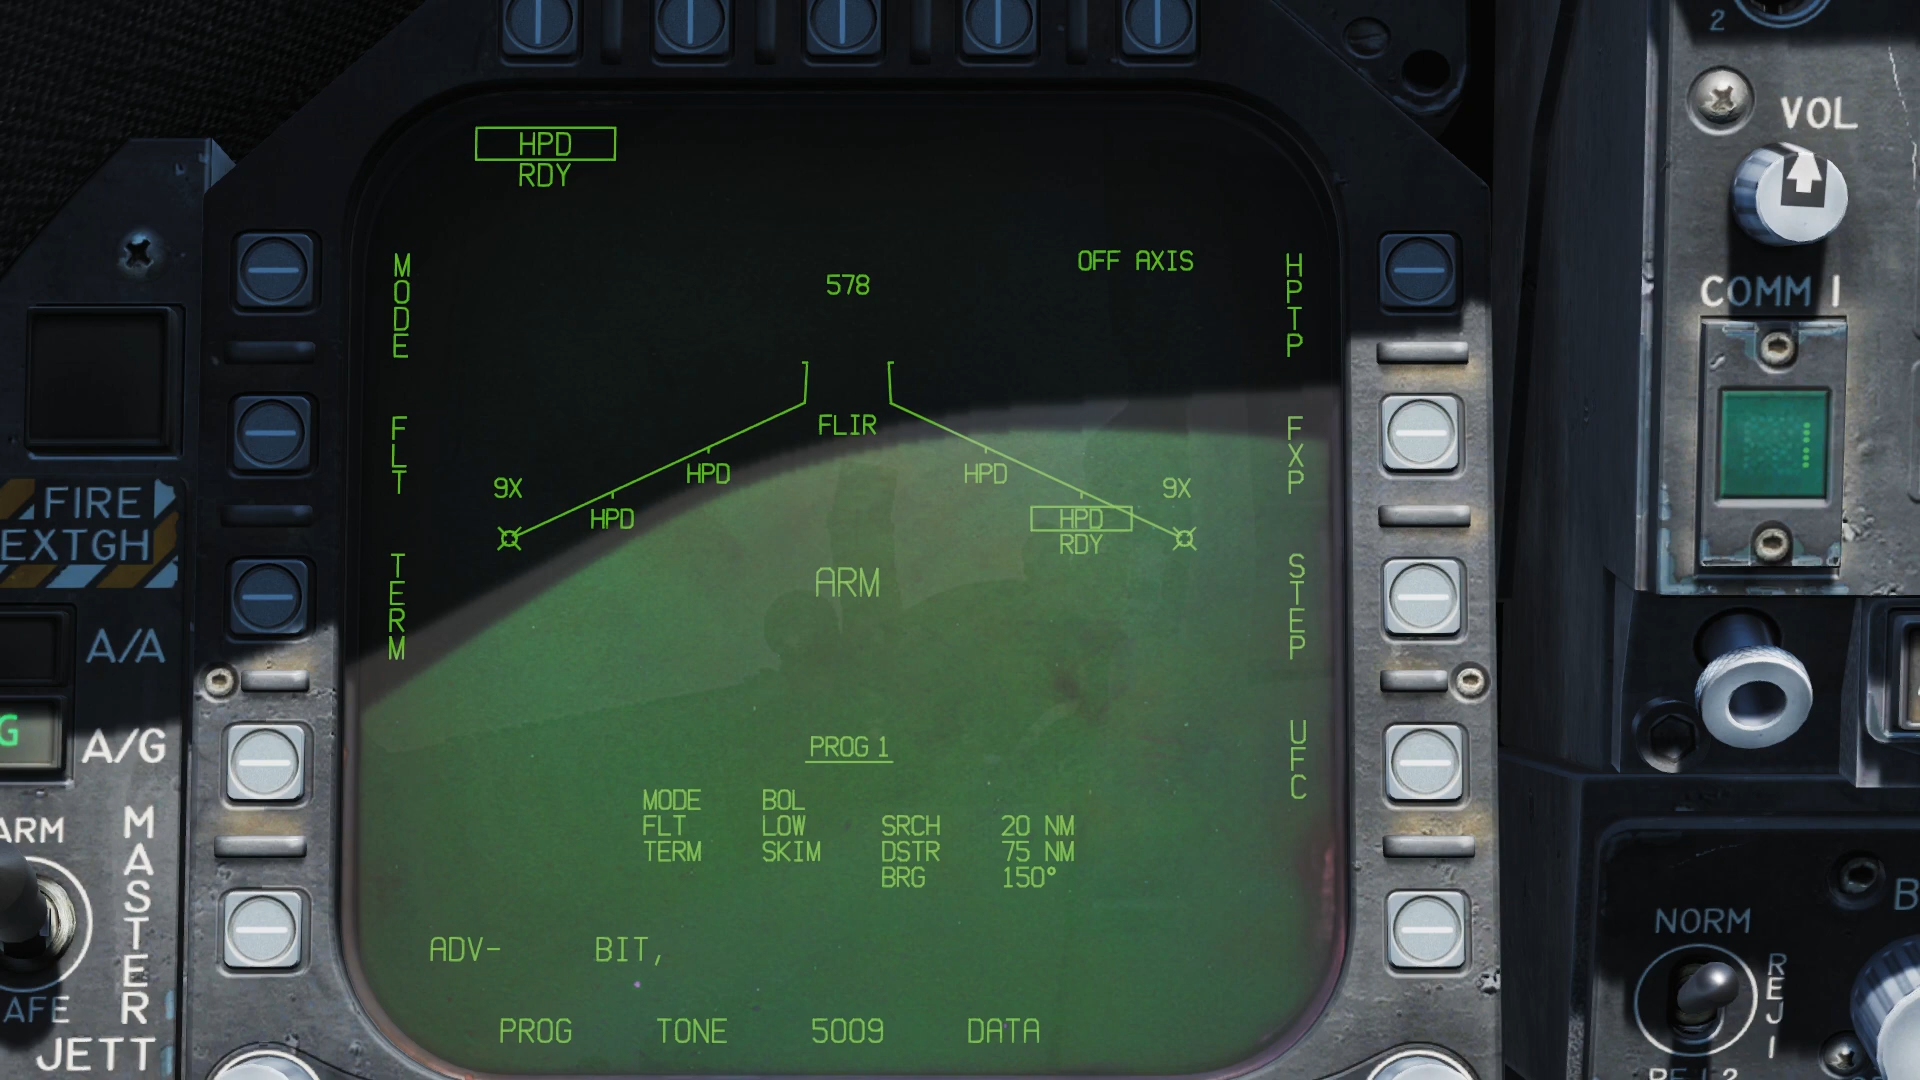 2
HPD
RDY
VOL
MODE
578
OFF AXIS
HPTP
COMM 1
FLT
FLIR
FXP
HPD
HPD
9X
9X
HPD
HPD
RDY
FIRE
EXTGH
TERM
ARM
STEP
A/A
G
A/G
PROG 1
UFC
MODE BOL
FLT LOW SRCH 20 NM
TERM SKIM DSTR 75 NM
BRG 150°
ARM
MASTER
AFE
JETT
ADV- BIT,
NORM
REJ 1
B
PROG TONE 5009 DATA